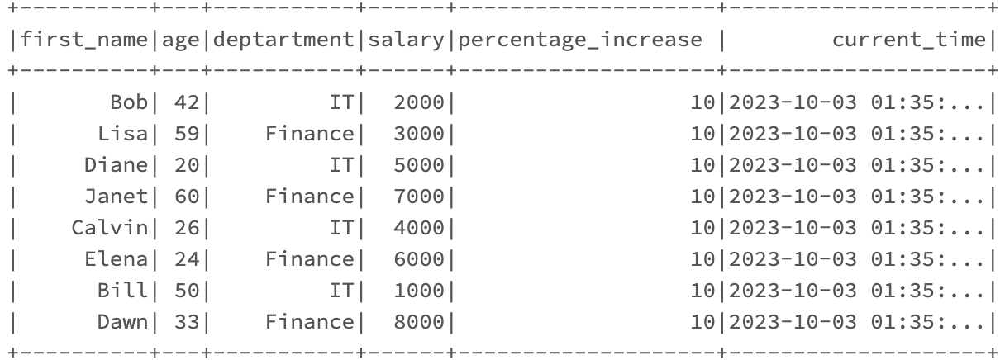 +----------+---+-----------+------+--------------------+--------------------+
|first_name|age|deptartment|salary|percentage_increase |        current_time|
+----------+---+-----------+------+--------------------+--------------------+
|       Bob| 42|         IT|  2000|                  10|2023-10-03 01:35:...|
|      Lisa| 59|    Finance|  3000|                  10|2023-10-03 01:35:...|
|     Diane| 20|         IT|  5000|                  10|2023-10-03 01:35:...|
|     Janet| 60|    Finance|  7000|                  10|2023-10-03 01:35:...|
|    Calvin| 26|         IT|  4000|                  10|2023-10-03 01:35:...|
|     Elena| 24|    Finance|  6000|                  10|2023-10-03 01:35:...|
|      Bill| 50|         IT|  1000|                  10|2023-10-03 01:35:...|
|      Dawn| 33|    Finance|  8000|                  10|2023-10-03 01:35:...|
+----------+---+-----------+------+--------------------+--------------------+